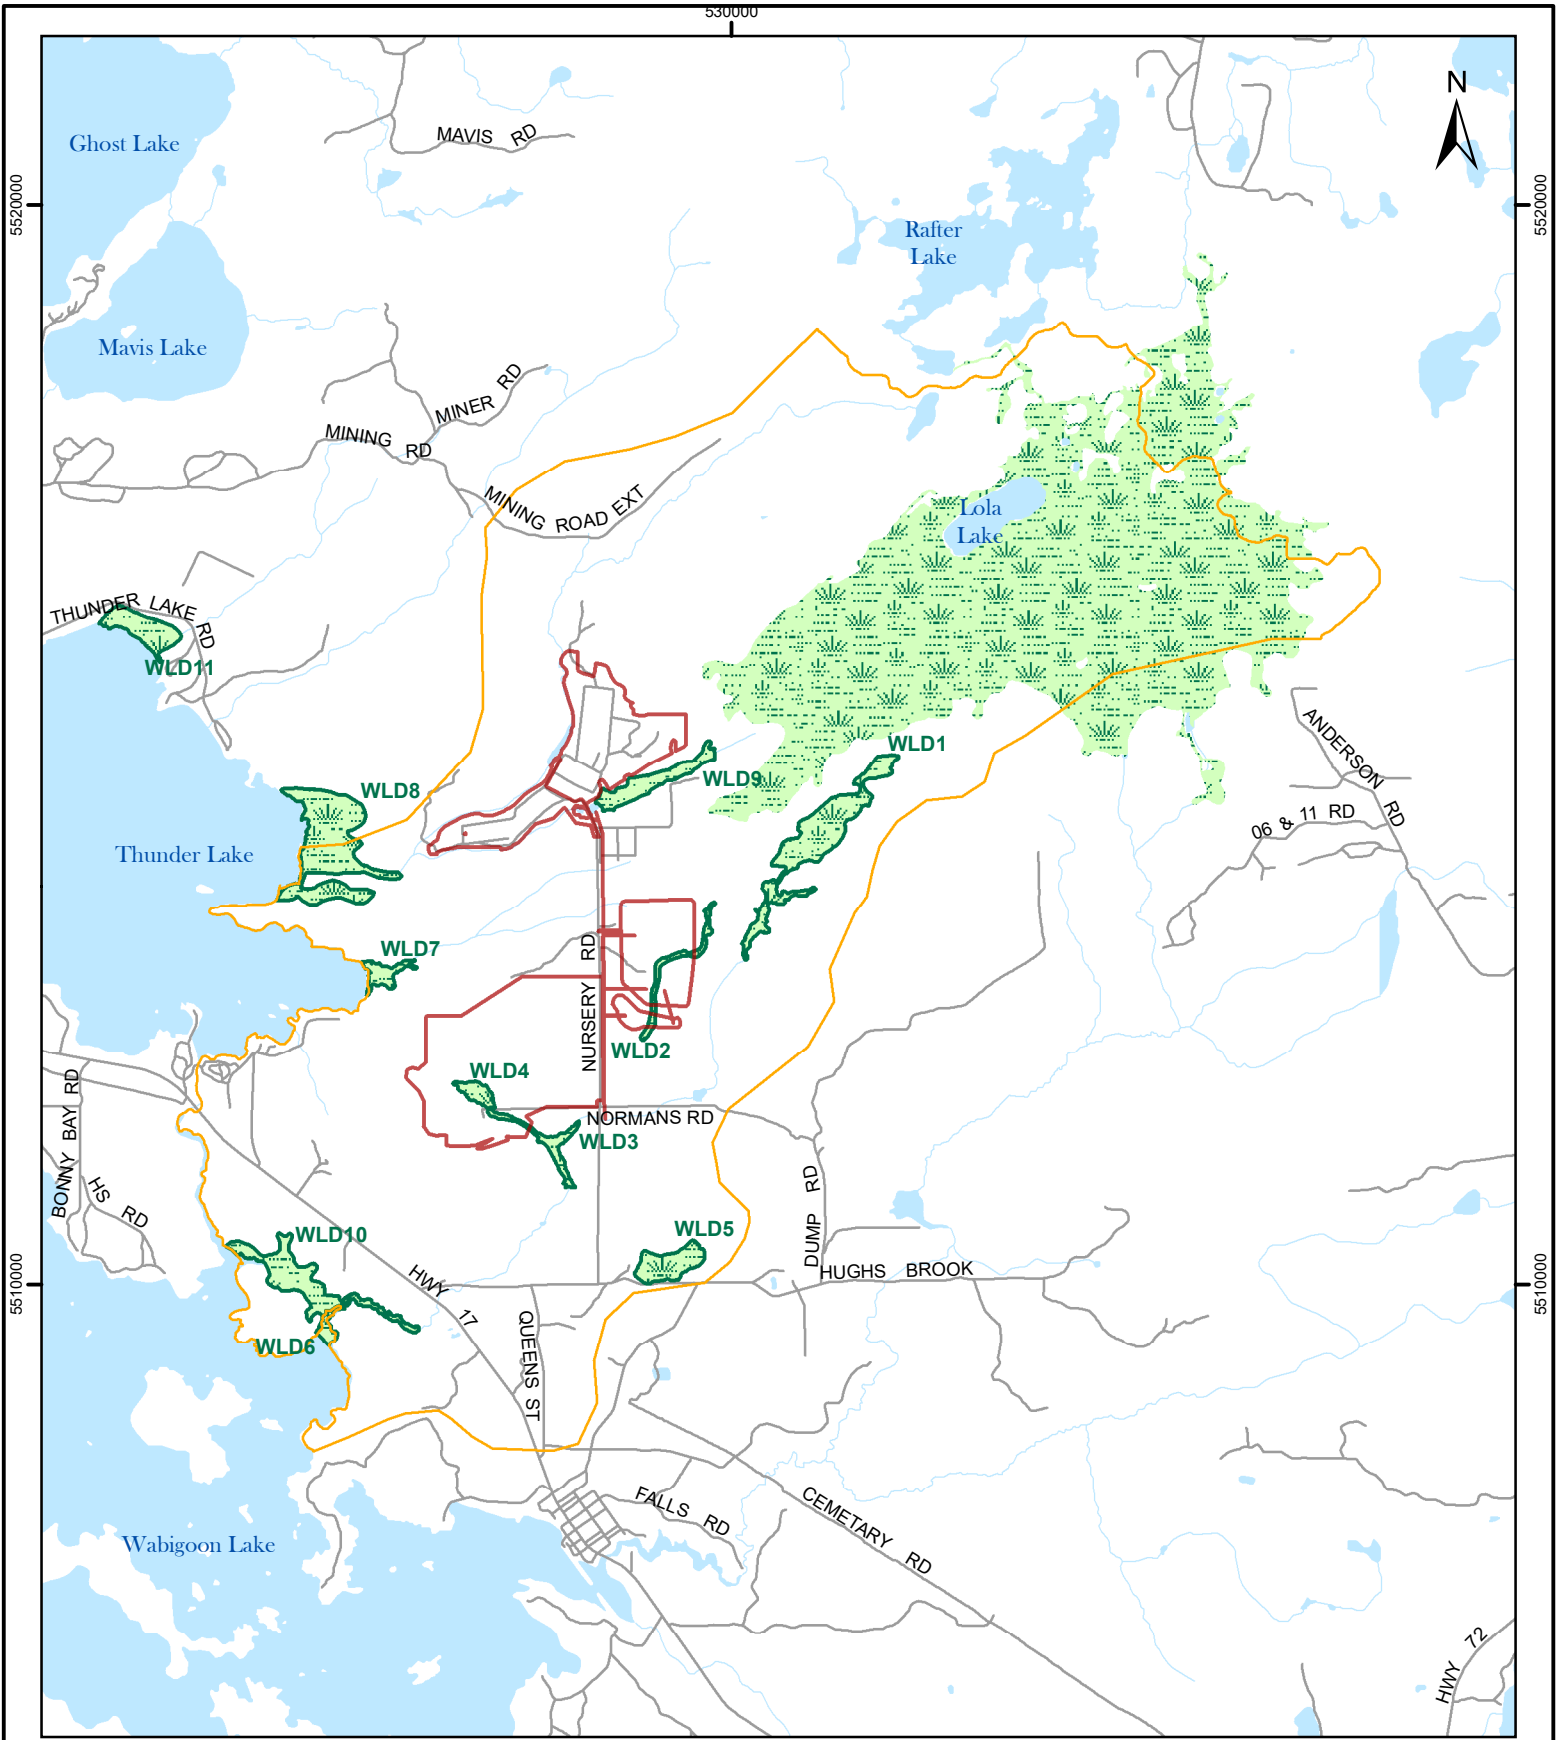 530000
N
Ghost Lake
MAVIS RD
5520000
5520000
Rafter
Lake
Mavis Lake
MINER RD
MINING RD
MINING ROAD EXT
Lola
Lake
THUNDER LAKE RD
WLD11
ANDERSON RD
WLD1
WLD9
WLD8
06 & 11 RD
Thunder Lake
WLD7
NURSERY RD
WLD2
WLD4
BONNY BAY RD
NORMANS RD
WLD3
HS RD
DUMP RD
WLD10
WLD5
HUGHS BROOK
5510000
5510000
HWY 17
QUEENS ST
WLD6
FALLS RD
CEMETARY RD
Wabigoon Lake
HWY 72